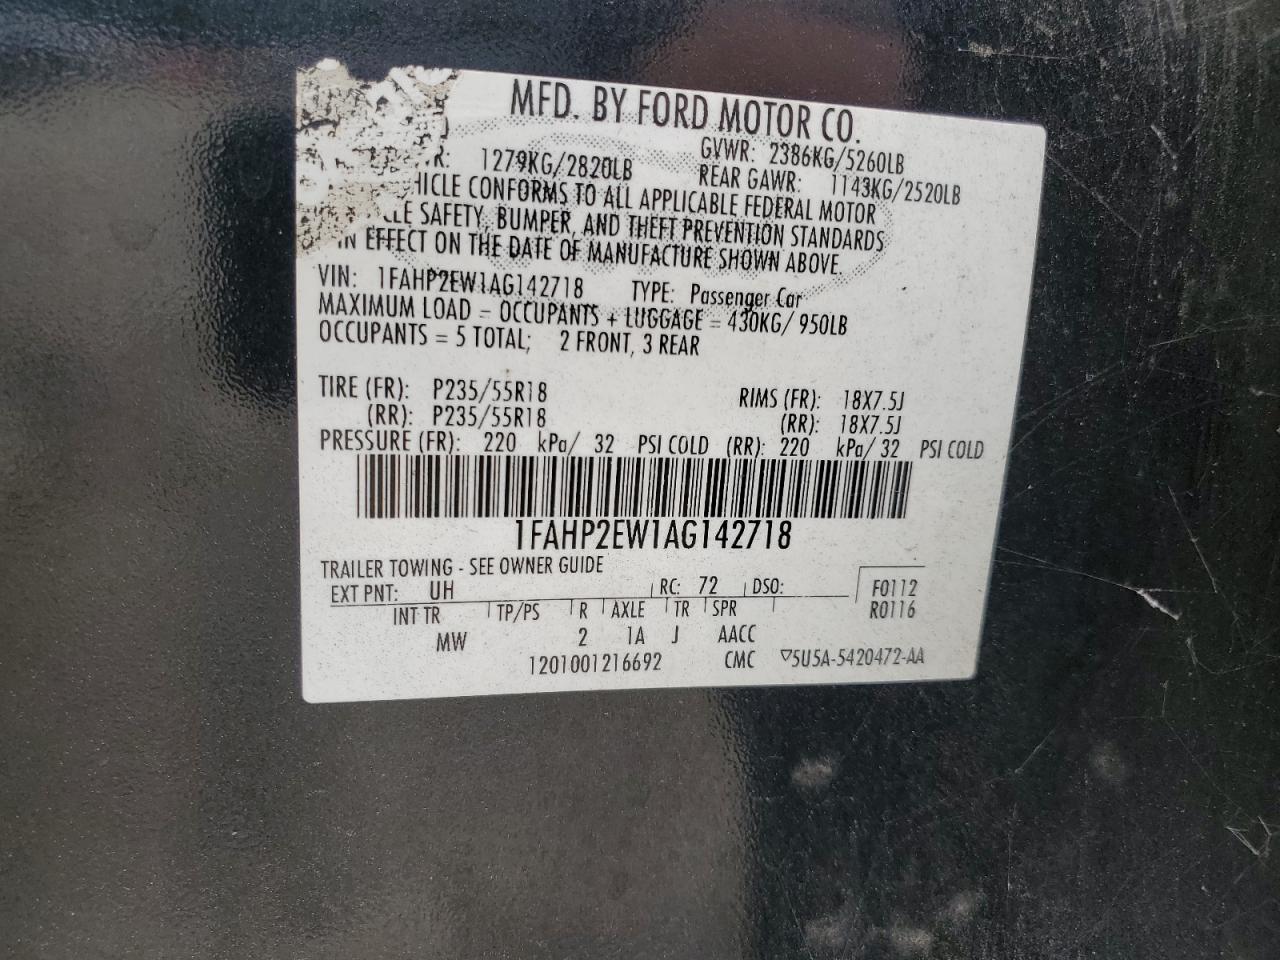 MFD. BY FORD MOTOR CO.
GVWR: 2386KG/5260LB
R: 1279KG/2820LB REAR GAWR: 1143KG/2520LB
HICLE CONFORMS TO ALL APPLICABLE FEDERAL MOTOR
CLE SAFETY, BUMPER, AND THEFT PREVENTION STANDARDS
IN EFFECT ON THE DATE OF MANUFACTURE SHOWN ABOVE.
VIN: 1FAHP2EW1AG142718 TYPE: Passenger Car
MAXIMUM LOAD = OCCUPANTS + LUGGAGE = 430KG/ 950LB
OCCUPANTS = 5 TOTAL; 2 FRONT, 3 REAR
TIRE (FR): P235/55R18 RIMS (FR): 18X7.5J
(RR): P235/55R18 (RR): 18X7.5J
PRESSURE (FR): 220 kPa/ 32 PSI COLD (RR): 220 kPa/ 32 PSI COLD
1FAHP2EW1AG142718
TRAILER TOWING - SEE OWNER GUIDE
EXT PNT: UH RC: 72 DSO: F0112
INT TR TP/PS R AXLE TR SPR R0116
MW 2 1A J AACC
1201001216692 CMC ▽5U5A-5420472-AA